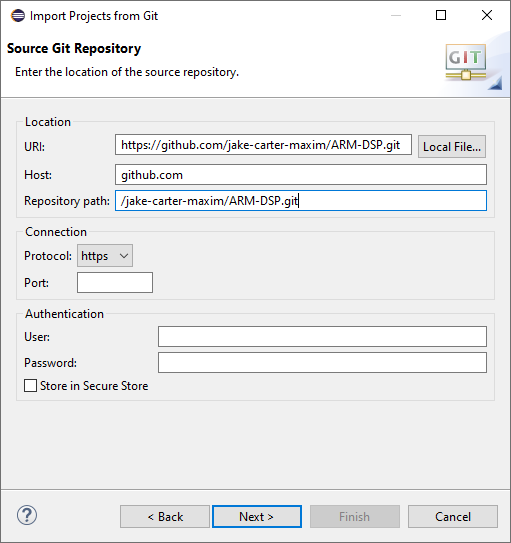 Import Projects from Git
Source Git Repository
Enter the location of the source repository.
GIT
Location
URI: https://github.com/jake-carter-maxim/ARM-DSP.git Local File...
Host: github.com
Repository path: /jake-carter-maxim/ARM-DSP.git
Connection
Protocol: https
Port:
Authentication
User:
Password:
Store in Secure Store
? < Back Next > Finish Cancel